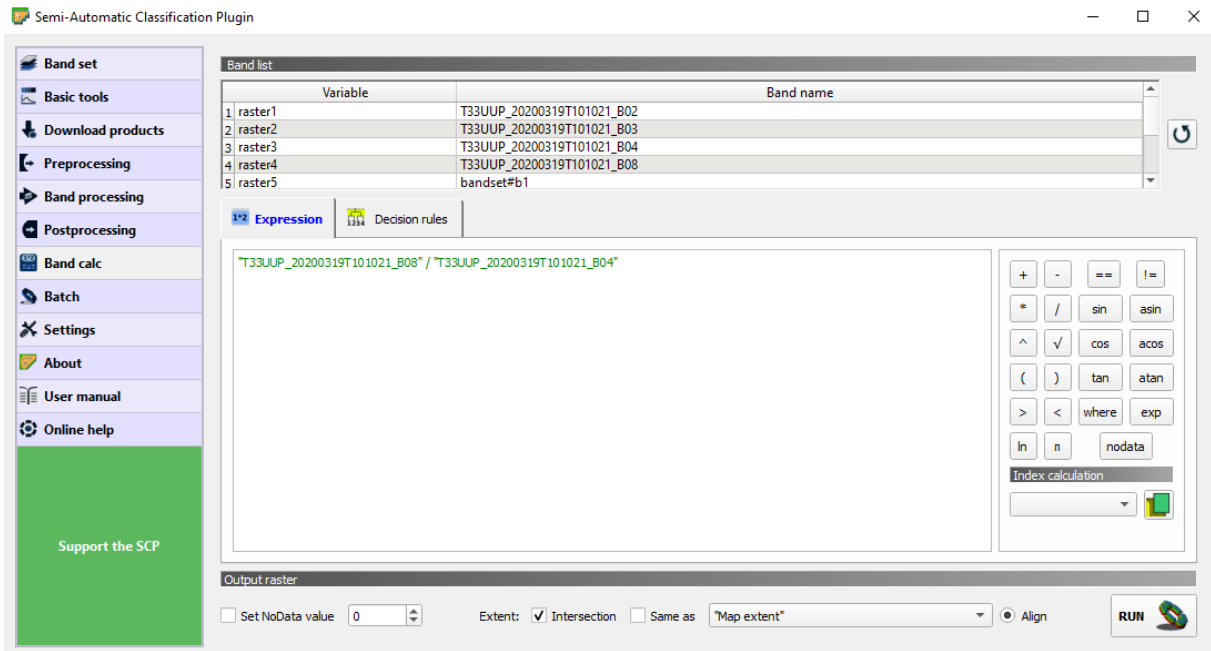 Semi-Automatic Classification Plugin
Band set
Basic tools
Download products
Preprocessing
Band processing
Postprocessing
Band calc
Batch
Settings
About
User manual
Online help
Support the SCP
Band list
Variable Band name
1 raster1 T33UUP_20200319T101021_B02
2 raster2 T33UUP_20200319T101021_B03
3 raster3 T33UUP_20200319T101021_B04
4 raster4 T33UUP_20200319T101021_B08
5 raster5 bandset#b1
1*2 Expression 1234 Decision rules
"T33UUP_20200319T101021_B08" / "T33UUP_20200319T101021_B04"
+ - == !=
* / sin asin
^ √ cos acos
( ) tan atan
> < where exp
ln π nodata
Index calculation
Output raster
Set NoData value 0 Extent: Intersection Same as "Map extent" Align RUN